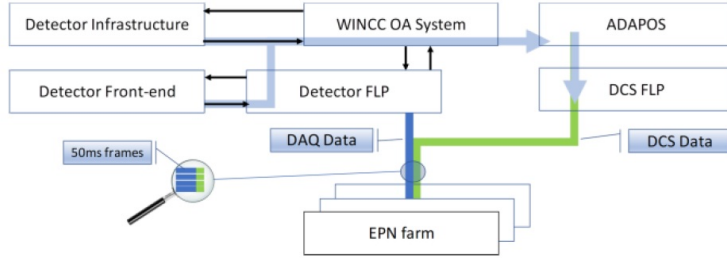 Detector Infrastructure
WINCC OA System
ADAPOS
Detector Front-end
Detector FLP
DCS FLP
50ms frames
DAQ Data
DCS Data
EPN farm